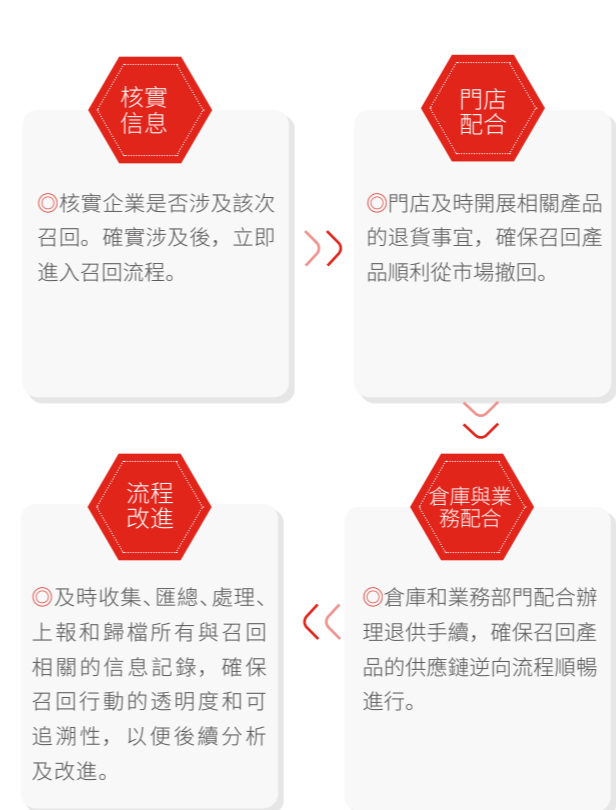 核實
信息
◎核實企業是否涉及該次
召回。確實涉及後，立即
進入召回流程。
門店
配合
◎門店及時開展相關產品
的退貨事宜，確保召回產
品順利從市場撤回。
倉庫與業
務配合
◎倉庫和業務部門配合辦
理退供手續，確保召回產
品的供應鏈逆向流程順暢
進行。
流程
改進
◎及時收集、匯總、處理、
上報和歸檔所有與召回
相關的信息記錄，確保
召回行動的透明度和可
追溯性，以便後續分析
及改進。